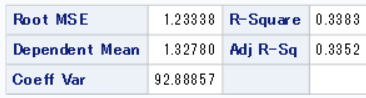 Root MSE 1.23338 R-Square 0.3383
Dependent Mean 1.32780 Adj R-Sq 0.3352
Coeff Var 92.88857